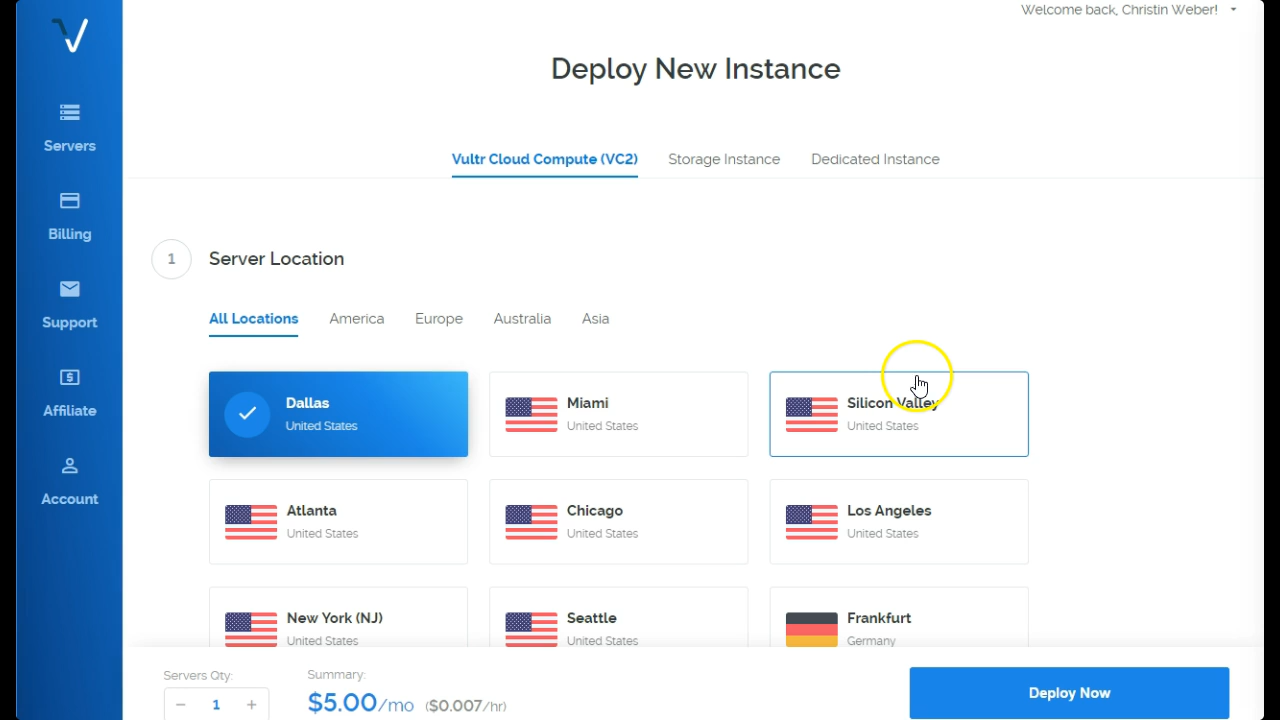 Welcome back, Christin Weber!
Deploy New Instance
Servers
Billing
Support
Affiliate
Account
Vultr Cloud Compute (VC2)
Storage Instance
Dedicated Instance
1
Server Location
All Locations
America
Europe
Australia
Asia
Dallas
United States
Miami
United States
Silicon Valley
United States
Atlanta
United States
Chicago
United States
Los Angeles
United States
New York (NJ)
United States
Seattle
United States
Frankfurt
Germany
Servers Qty:
− 1 +
Summary:
$5.00/mo ($0.007/hr)
Deploy Now